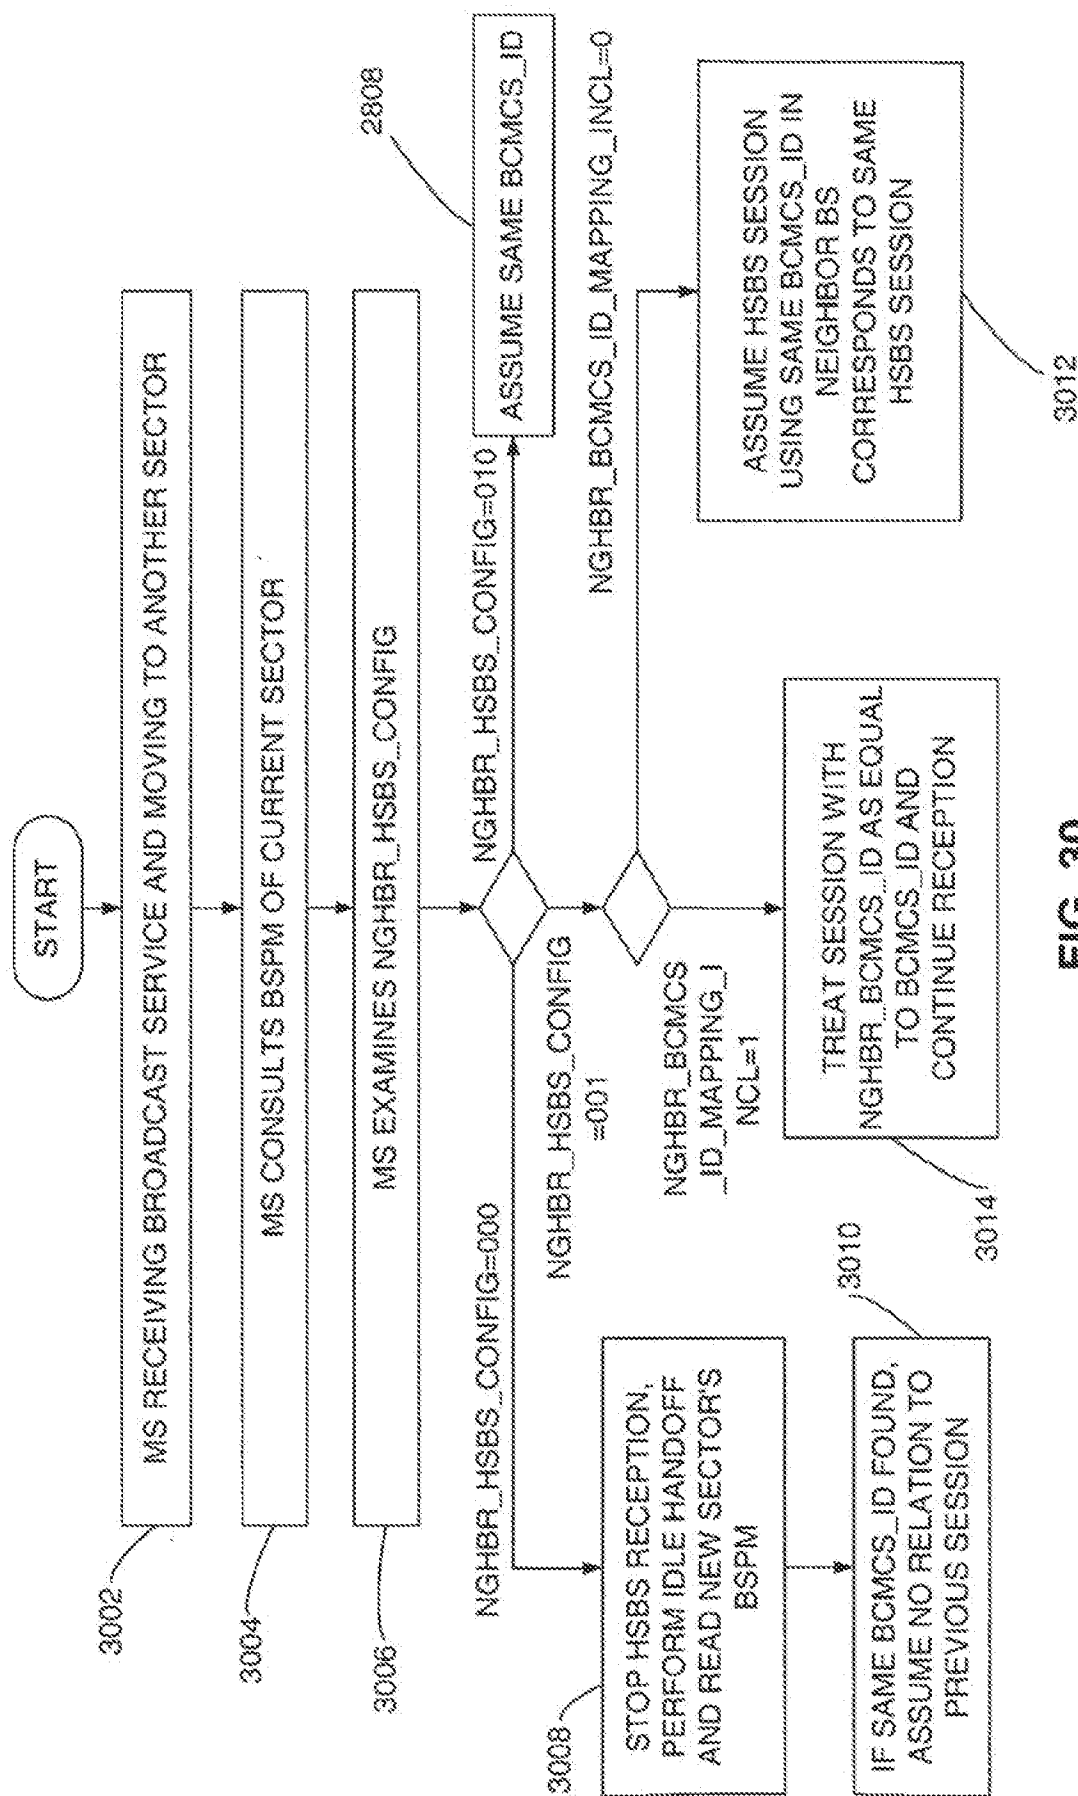 START
MS RECEIVING BROADCAST SERVICE AND MOVING TO ANOTHER SECTOR
3002
MS CONSULTS BSPM OF CURRENT SECTOR
3004
MS EXAMINES NGHBR_HSBS_CONFIG
3006
NGHBR_HSBS_CONFIG=000
NGHBR_HSBS_CONFIG=010
ASSUME SAME BCMCS_ID
2808
NGHBR_HSBS_CONFIG
=001
NGHBR_BCMCS_ID_MAPPING_INCL=0
NGHBR_BCMCS
_ID_MAPPING_I
NCL=1
STOP HSBS RECEPTION,
PERFORM IDLE HANDOFF
AND READ NEW SECTOR'S
BSPM
3008
IF SAME BCMCS_ID FOUND,
ASSUME NO RELATION TO
PREVIOUS SESSION
3010
TREAT SESSION WITH
NGHBR_BCMCS_ID AS EQUAL
TO BCMCS_ID AND
CONTINUE RECEPTION
3014
ASSUME HSBS SESSION
USING SAME BCMCS_ID IN
NEIGHBOR BS
CORRESPONDS TO SAME
HSBS SESSION
3012
FIG. 30